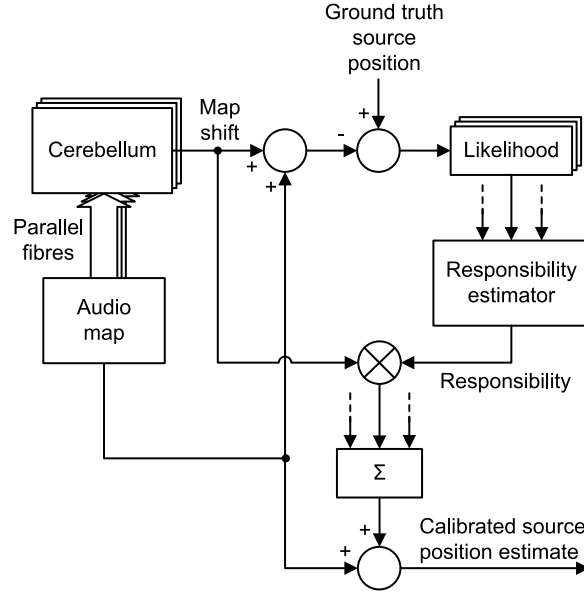 Ground truth
source
position
Map
shift
+
-
+
+
Cerebellum
Likelihood
Parallel
fibres
Audio
map
Responsibility
estimator
Responsibility
Σ
+
+
Calibrated source
position estimate